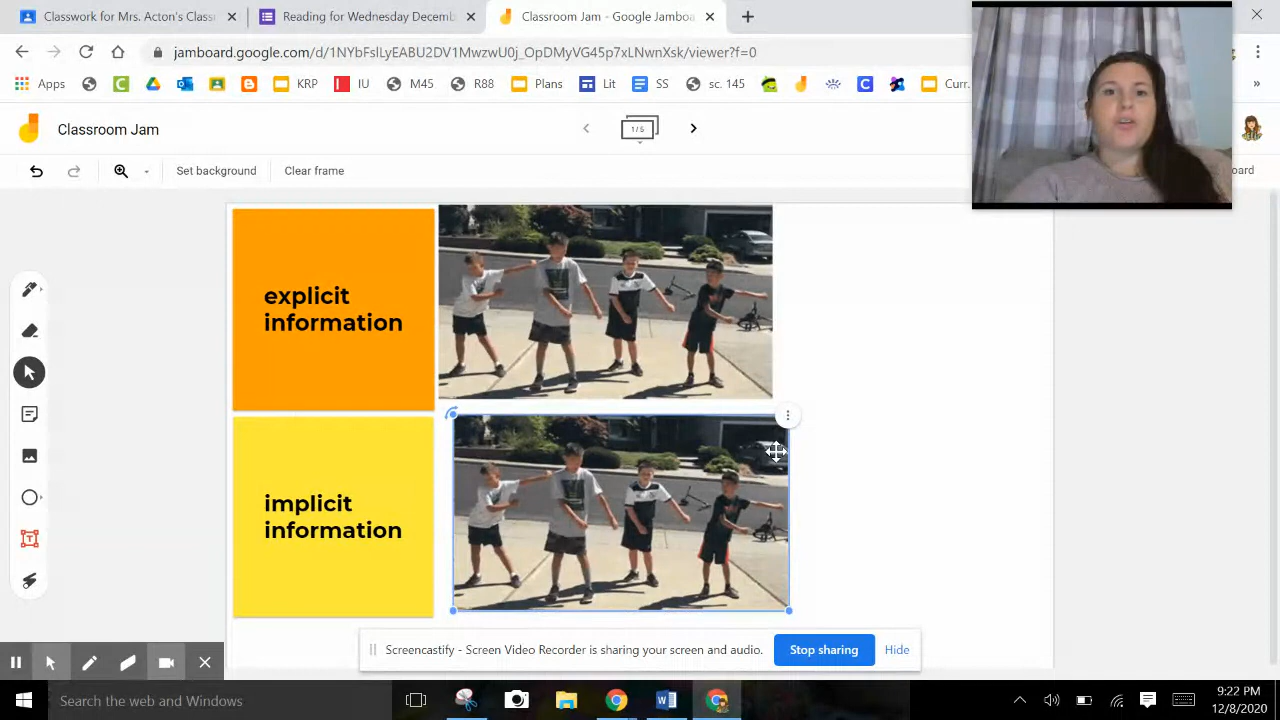 Classwork for Mrs. Acton's Class
Reading for Wednesday Decem
Classroom Jam - Google Jamboa
jamboard.google.com/d/1NYbFslLyEABU2DV1MwzwU0j_OpDMyVG45p7xLNwnXsk/viewer?f=0
Apps
KRP
IU
M45
R88
Plans
Lit
SS
sc. 145
Curr.
»
Classroom Jam
1/5
Set background
Clear frame
oard
explicit
information
implicit
information
Screencastify - Screen Video Recorder is sharing your screen and audio.
Stop sharing
Hide
Search the web and Windows
9:22 PM
12/8/2020